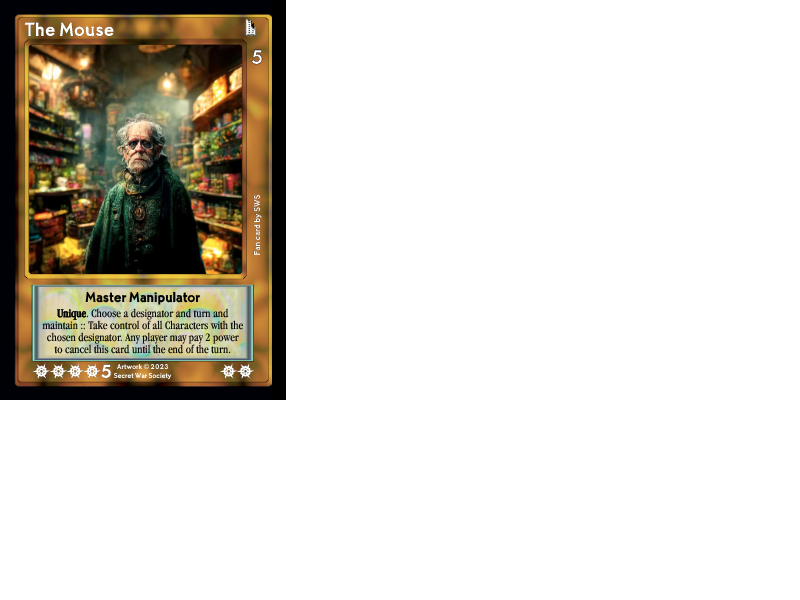 The Mouse
5
Fan card by SWS
Master Manipulator
Unique. Choose a designator and turn and
maintain :: Take control of all Characters with the
chosen designator. Any player may pay 2 power
to cancel this card until the end of the turn.
5
Artwork © 2023
Secret War Society